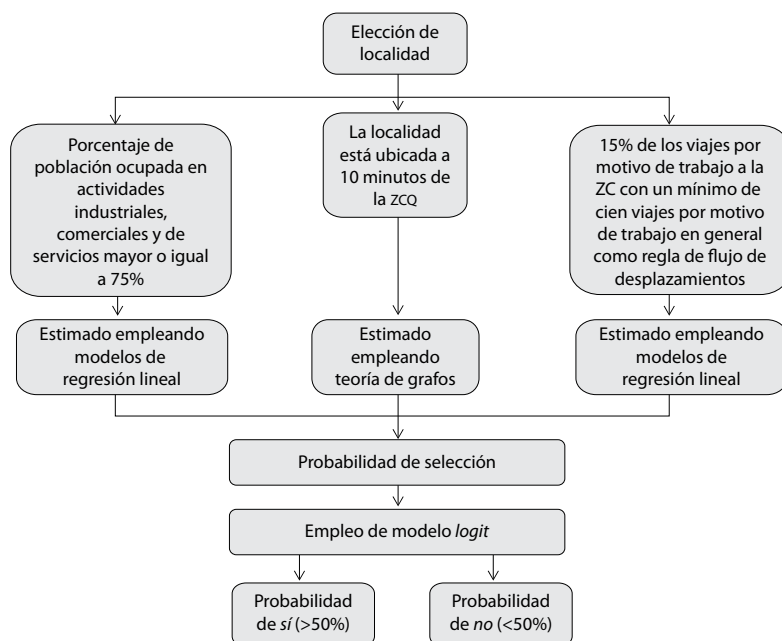 Elección de
localidad
Porcentaje de
población ocupada en
actividades
industriales,
comerciales y de
servicios mayor o igual
a 75%
La localidad
está ubicada a
10 minutos de
la ZCQ
15% de los viajes por
motivo de trabajo a la
ZC con un mínimo de
cien viajes por motivo
de trabajo en general
como regla de flujo de
desplazamientos
Estimado empleando
modelos de
regresión lineal
Estimado
empleando
teoría de grafos
Estimado empleando
modelos de
regresión lineal
Probabilidad de selección
Empleo de modelo logit
Probabilidad
de sí (>50%)
Probabilidad
de no (<50%)